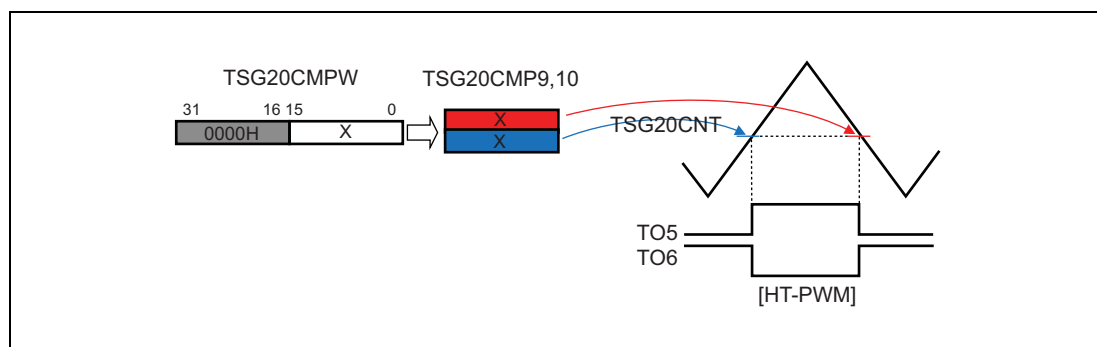 TSG20CMPW TSG20CMP9,10
31 16 15 0
0000H X X
X
TSG20CNT
TO5
TO6
[HT-PWM]